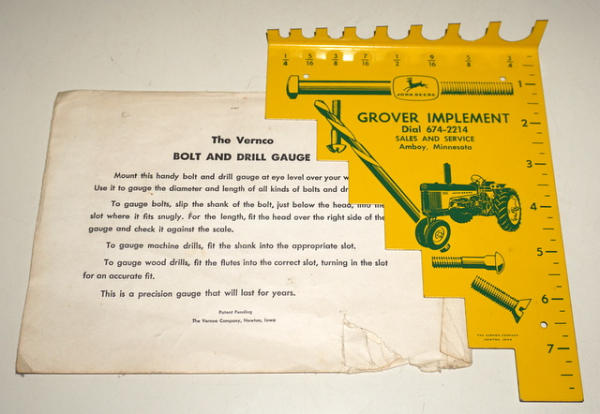 The Vernco
BOLT AND DRILL GAUGE
Mount this handy bolt and drill gauge at eye level over your
Use it to gauge the diameter and length of all kinds of bolts and
To gauge bolts, slip the shank of the bolt, just below the head, into the
slot where it fits snugly. For the length, fit the head over the right side of the
gauge and check it against the scale.
To gauge machine drills, fit the shank into the appropriate slot.
To gauge wood drills, fit the flutes into the correct slot, turning in the slot
for an accurate fit.
This is a precision gauge that will last for years.
Patent Pending
The Vernco Company, Newton, Iowa
1/4 5/16 3/8 7/16 1/2 9/16 5/8 3/4
JOHN DEERE
GROVER IMPLEMENT
Dial 674-2214
SALES AND SERVICE
Amboy, Minnesota
1
2
3
4
5
6
7
THE VERNCO COMPANY
NEWTON, IOWA